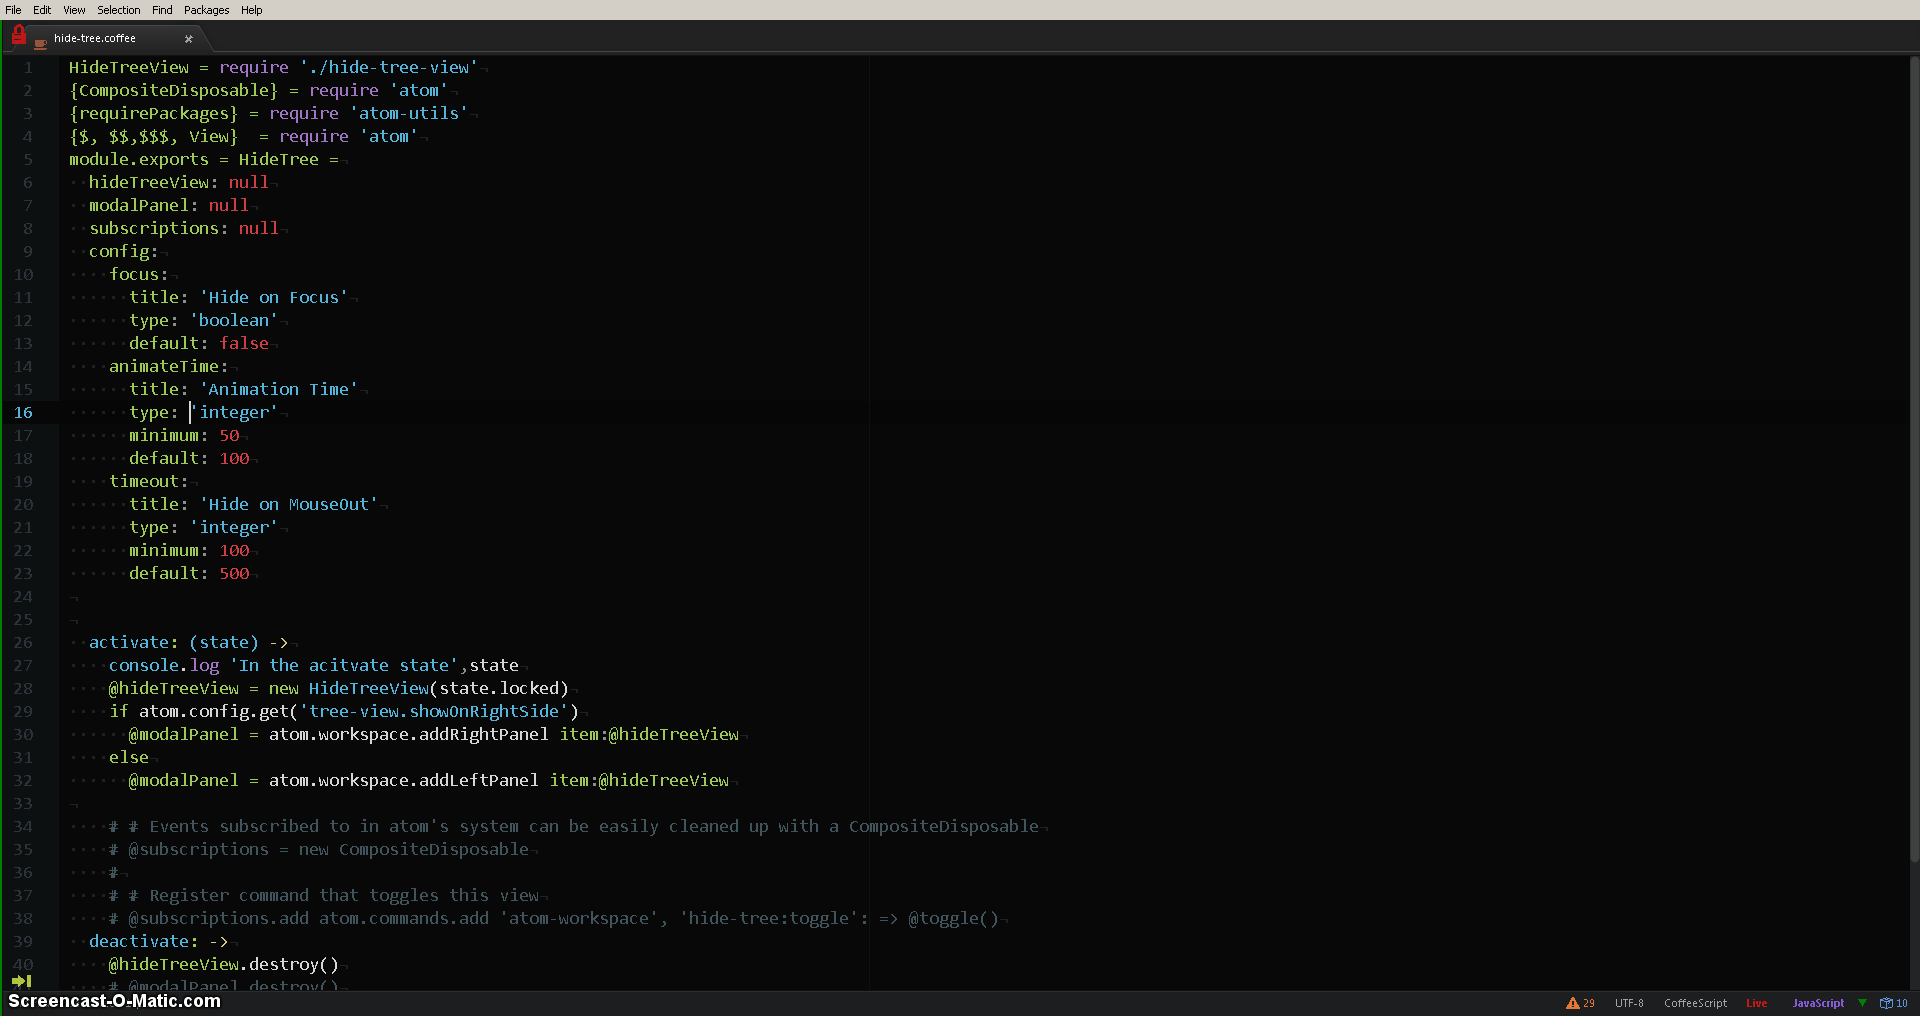 File Edit View Selection Find Packages Help
hide-tree.coffee
1 HideTreeView = require './hide-tree-view'
2 {CompositeDisposable} = require 'atom'
3 {requirePackages} = require 'atom-utils'
4 {$, $$,$$$, View}  = require 'atom'
5 module.exports = HideTree =
6   hideTreeView: null
7   modalPanel: null
8   subscriptions: null
9   config:
10     focus:
11       title: 'Hide on Focus'
12       type: 'boolean'
13       default: false
14     animateTime:
15       title: 'Animation Time'
16       type: 'integer'
17       minimum: 50
18       default: 100
19     timeout:
20       title: 'Hide on MouseOut'
21       type: 'integer'
22       minimum: 100
23       default: 500
24
25
26   activate: (state) ->
27     console.log 'In the acitvate state',state
28     @hideTreeView = new HideTreeView(state.locked)
29     if atom.config.get('tree-view.showOnRightSide')
30       @modalPanel = atom.workspace.addRightPanel item:@hideTreeView
31     else
32       @modalPanel = atom.workspace.addLeftPanel item:@hideTreeView
33
34     # # Events subscribed to in atom's system can be easily cleaned up with a CompositeDisposable
35     # @subscriptions = new CompositeDisposable
36     #
37     # # Register command that toggles this view
38     # @subscriptions.add atom.commands.add 'atom-workspace', 'hide-tree:toggle': => @toggle()
39   deactivate: ->
40     @hideTreeView.destroy()
# @modalPanel.destroy()
Screencast-O-Matic.com
29 UTF-8 CoffeeScript Live JavaScript 10